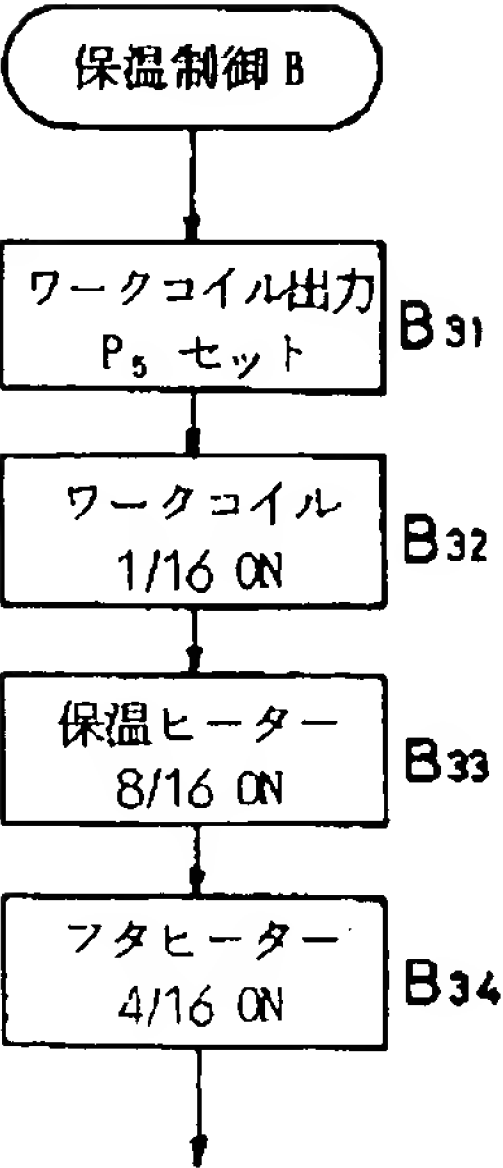 保温制御B
ワークコイル出力
P₅ セット
B31
ワークコイル
1/16 ON
B32
保温ヒーター
8/16 ON
B33
フタヒーター
4/16 ON
B34